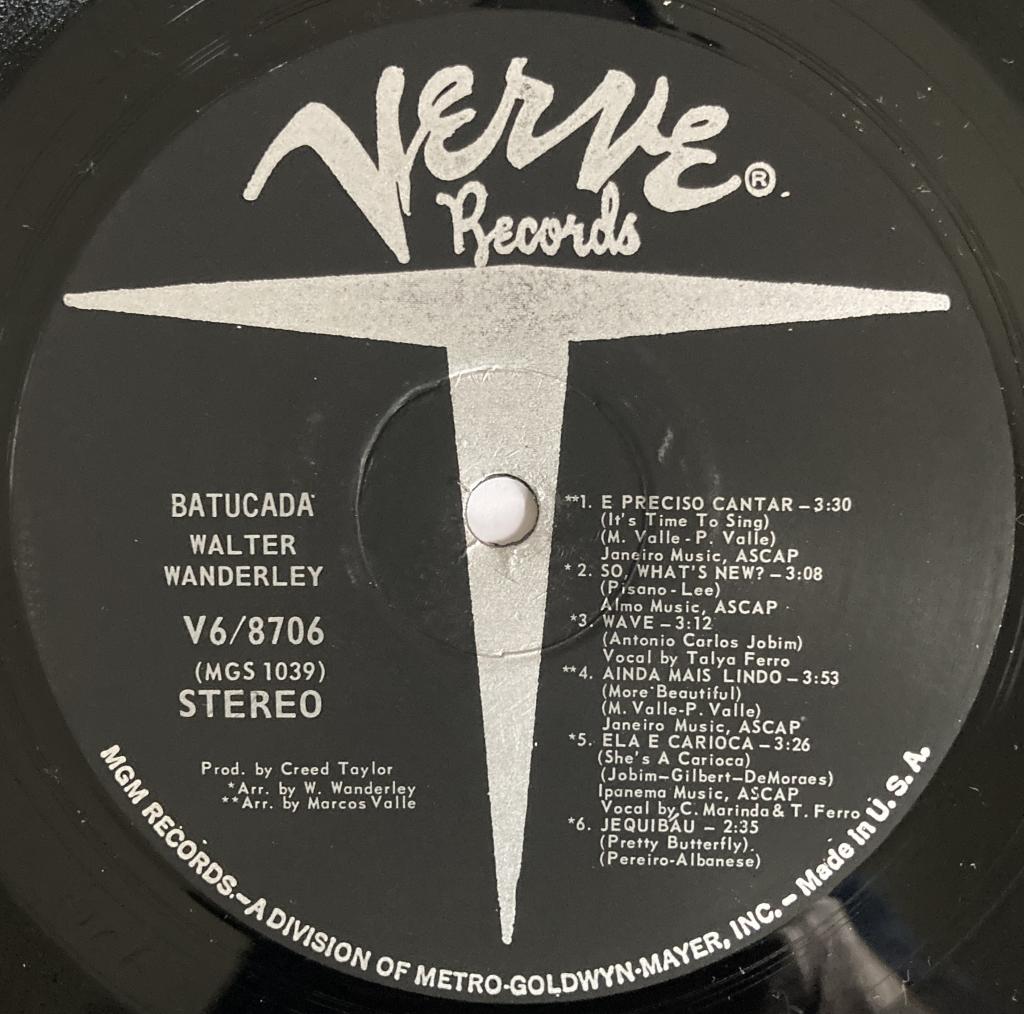 Verve ®
Records
BATUCADA
WALTER
WANDERLEY
V6/8706
(MGS 1039)
STEREO
Prod. by Creed Taylor
*Arr. by W. Wanderley
**Arr. by Marcos Valle
**1. E PRECISO CANTAR – 3:30
(It's Time To Sing)
(M. Valle - P. Valle)
Janeiro Music, ASCAP
* 2. SO, WHAT'S NEW? – 3:08
(Pisano - Lee)
Almo Music, ASCAP
*3. WAVE – 3:12
(Antonio Carlos Jobim)
Vocal by Talya Ferro
**4. AINDA MAIS LINDO – 3:53
(More Beautiful)
(M. Valle-P. Valle)
Janeiro Music, ASCAP
*5. ELA E CARIOCA – 3:26
(She's A Carioca)
(Jobim–Gilbert–DeMoraes)
Ipanema Music, ASCAP
Vocal by C. Marinda & T. Ferro
*6. JEQUIBÁU – 2:35
(Pretty Butterfly).
(Pereiro-Albanese)
MGM RECORDS.–A DIVISION OF METRO-GOLDWYN-MAYER, INC. – Made in U. S. A.